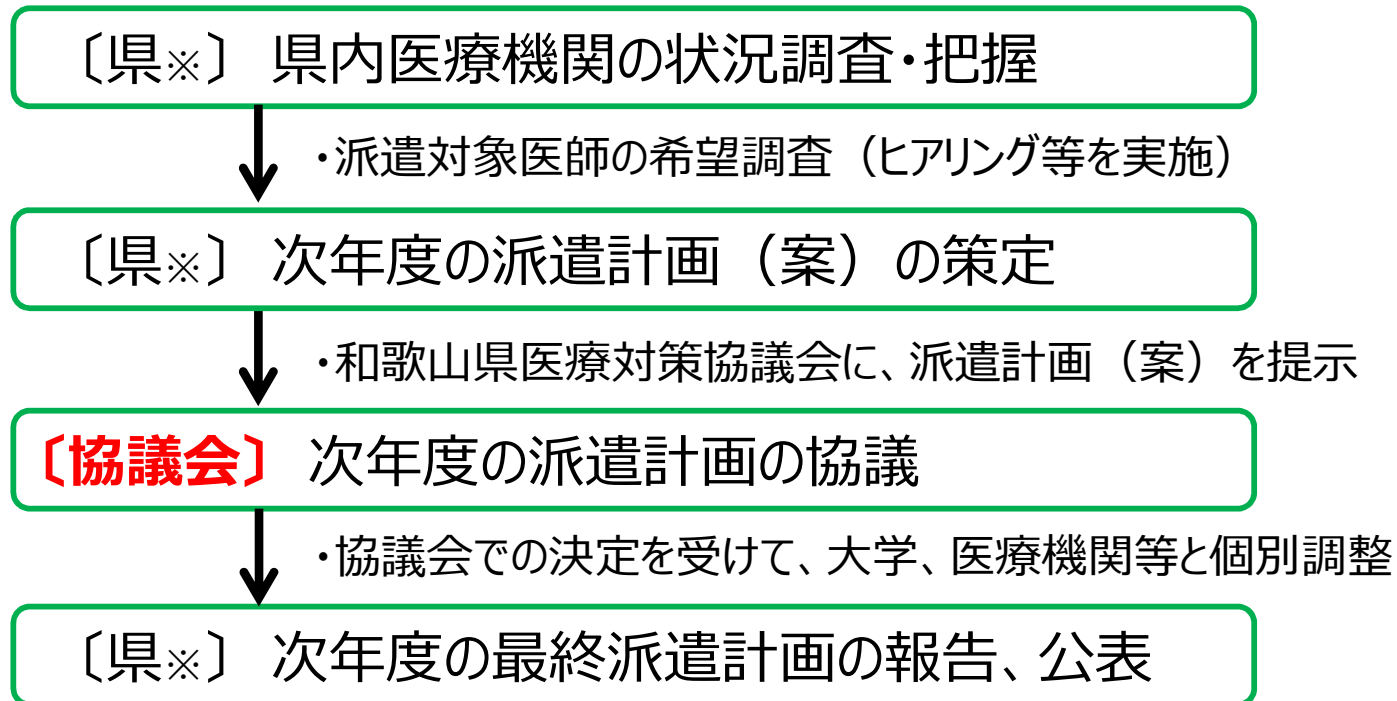 〔県※〕 県内医療機関の状況調査・把握
・派遣対象医師の希望調査（ヒアリング等を実施）
〔県※〕 次年度の派遣計画（案）の策定
・和歌山県医療対策協議会に、派遣計画（案）を提示
〔協議会〕 次年度の派遣計画の協議
・協議会での決定を受けて、大学、医療機関等と個別調整
〔県※〕 次年度の最終派遣計画の報告、公表